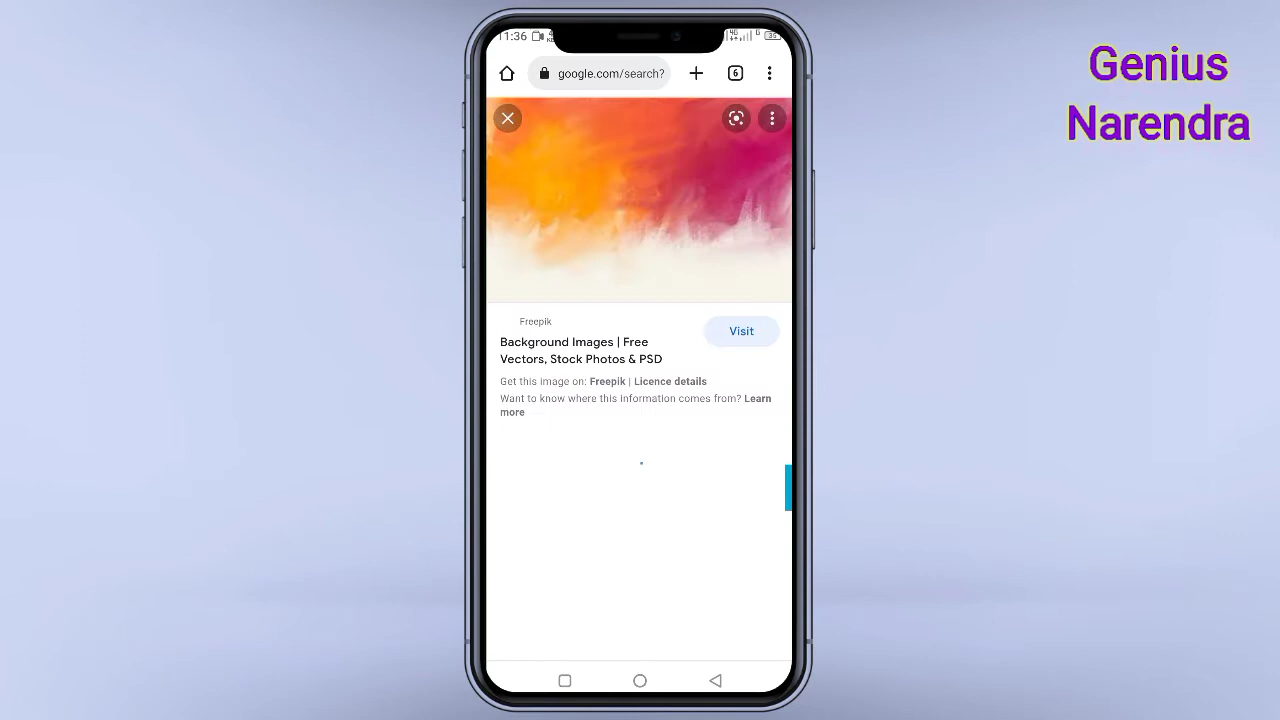 Genius
Narendra
11:36
google.com/search?
6
Freepik
Visit
Background Images | Free
Vectors, Stock Photos & PSD
Get this image on: Freepik | Licence details
Want to know where this information comes from? Learn
more